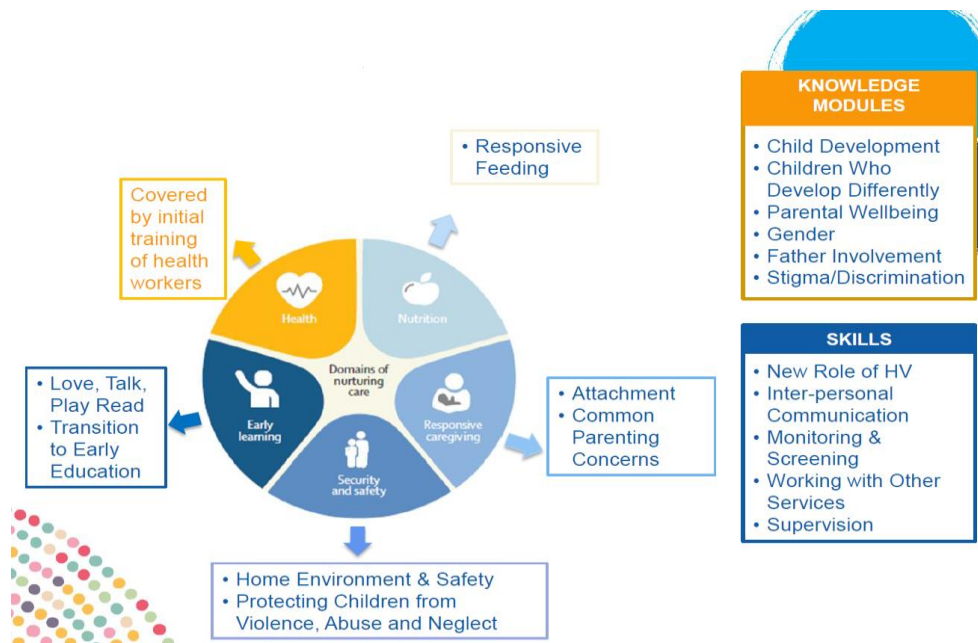 • Responsive
Feeding
Covered
by initial
training
of health
workers
Health
Nutrition
Domains of
nurturing
care
Early
learning
Responsive
caregiving
Security
and safety
• Love, Talk,
Play Read
• Transition
to Early
Education
• Attachment
• Common
Parenting
Concerns
• Home Environment & Safety
• Protecting Children from
Violence, Abuse and Neglect
KNOWLEDGE
MODULES
• Child Development
• Children Who
Develop Differently
• Parental Wellbeing
• Gender
• Father Involvement
• Stigma/Discrimination
SKILLS
• New Role of HV
• Inter-personal
Communication
• Monitoring &
Screening
• Working with Other
Services
• Supervision